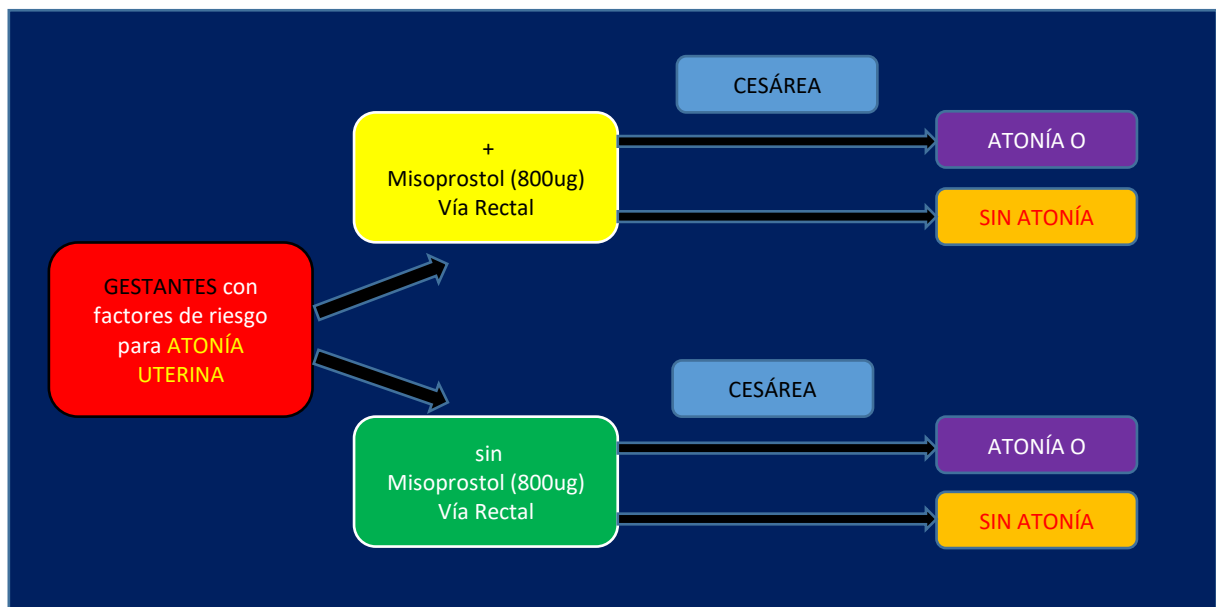 CESÁREA
+
Misoprostol (800ug)
Vía Rectal
ATONÍA O
SIN ATONÍA
GESTANTES con
factores de riesgo
para ATONÍA
UTERINA
CESÁREA
sin
Misoprostol (800ug)
Vía Rectal
ATONÍA O
SIN ATONÍA